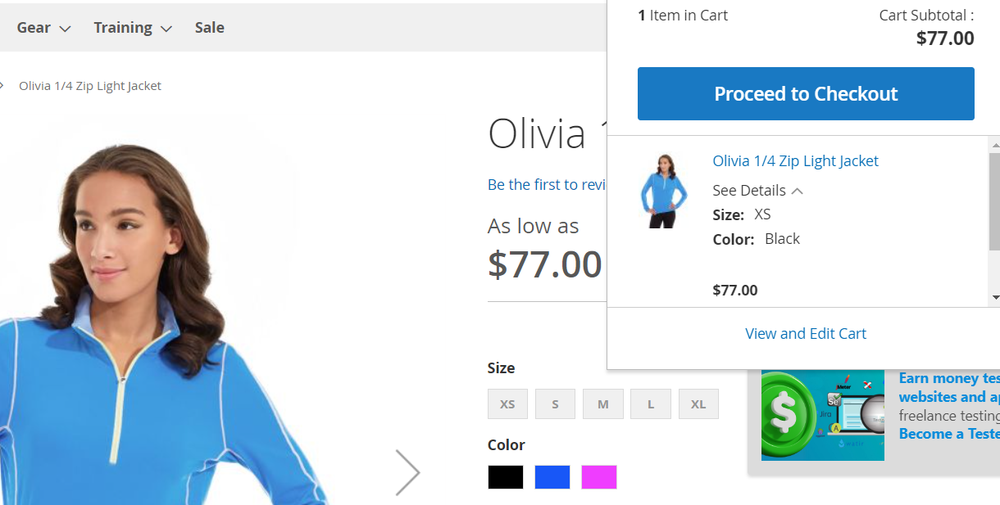 Gear
Training
Sale
1 Item in Cart
Cart Subtotal :
$77.00
Proceed to Checkout
Olivia 1/4 Zip Light Jacket
Olivia
Be the first to revi
As low as
$77.00
Olivia 1/4 Zip Light Jacket
See Details
Size: XS
Color: Black
$77.00
View and Edit Cart
Size
XS S M L XL
Color
Earn money tes
websites and ap
freelance testing
Become a Teste
Meter
Se
Jira
$
A